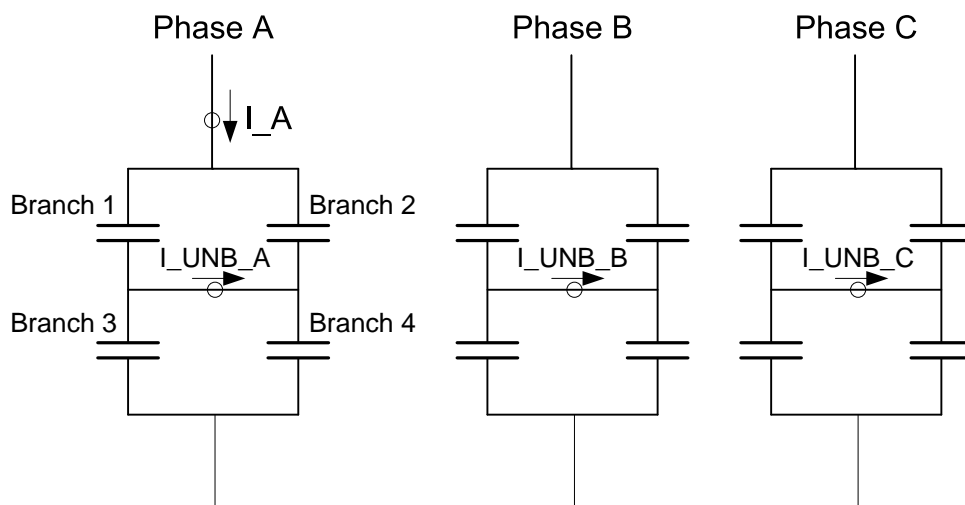 Phase A
Phase B
Phase C
I_A
Branch 1
Branch 2
I_UNB_A
I_UNB_B
I_UNB_C
Branch 3
Branch 4